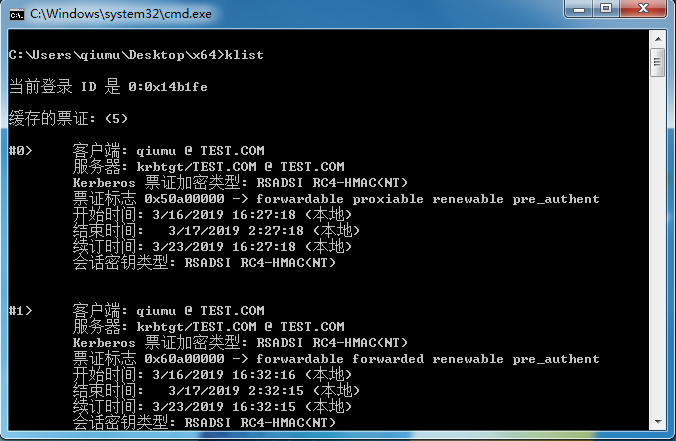 C:\Windows\system32\cmd.exe
C:\Users\qiumu\Desktop\x64>klist
当前登录 ID 是 0:0x14b1fe
缓存的票证: (5)
#0> 客户端: qiumu @ TEST.COM
服务器: krbtgt/TEST.COM @ TEST.COM
Kerberos 票证加密类型: RSADSI RC4-HMAC(NT)
票证标志 0x50a00000 -> forwardable proxiable renewable pre_authent
开始时间: 3/16/2019 16:27:18 (本地)
结束时间: 3/17/2019 2:27:18 (本地)
续订时间: 3/23/2019 16:27:18 (本地)
会话密钥类型: RSADSI RC4-HMAC(NT)
#1> 客户端: qiumu @ TEST.COM
服务器: krbtgt/TEST.COM @ TEST.COM
Kerberos 票证加密类型: RSADSI RC4-HMAC(NT)
票证标志 0x60a00000 -> forwardable forwarded renewable pre_authent
开始时间: 3/16/2019 16:32:16 (本地)
结束时间: 3/17/2019 2:32:15 (本地)
续订时间: 3/23/2019 16:32:15 (本地)
会话密钥类型: RSADSI RC4-HMAC(NT)